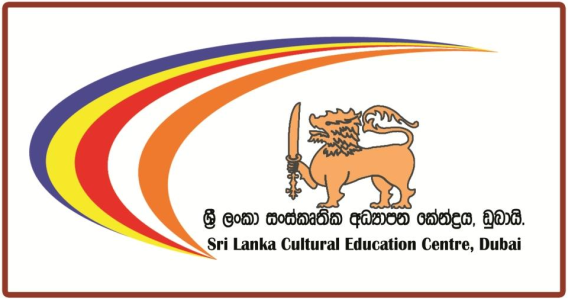 ශ්‍රී ලංකා සංස්කෘතික අධ්‍යාපන කේන්ද්‍රය, ඩුබායි.
Sri Lanka Cultural Education Centre, Dubai